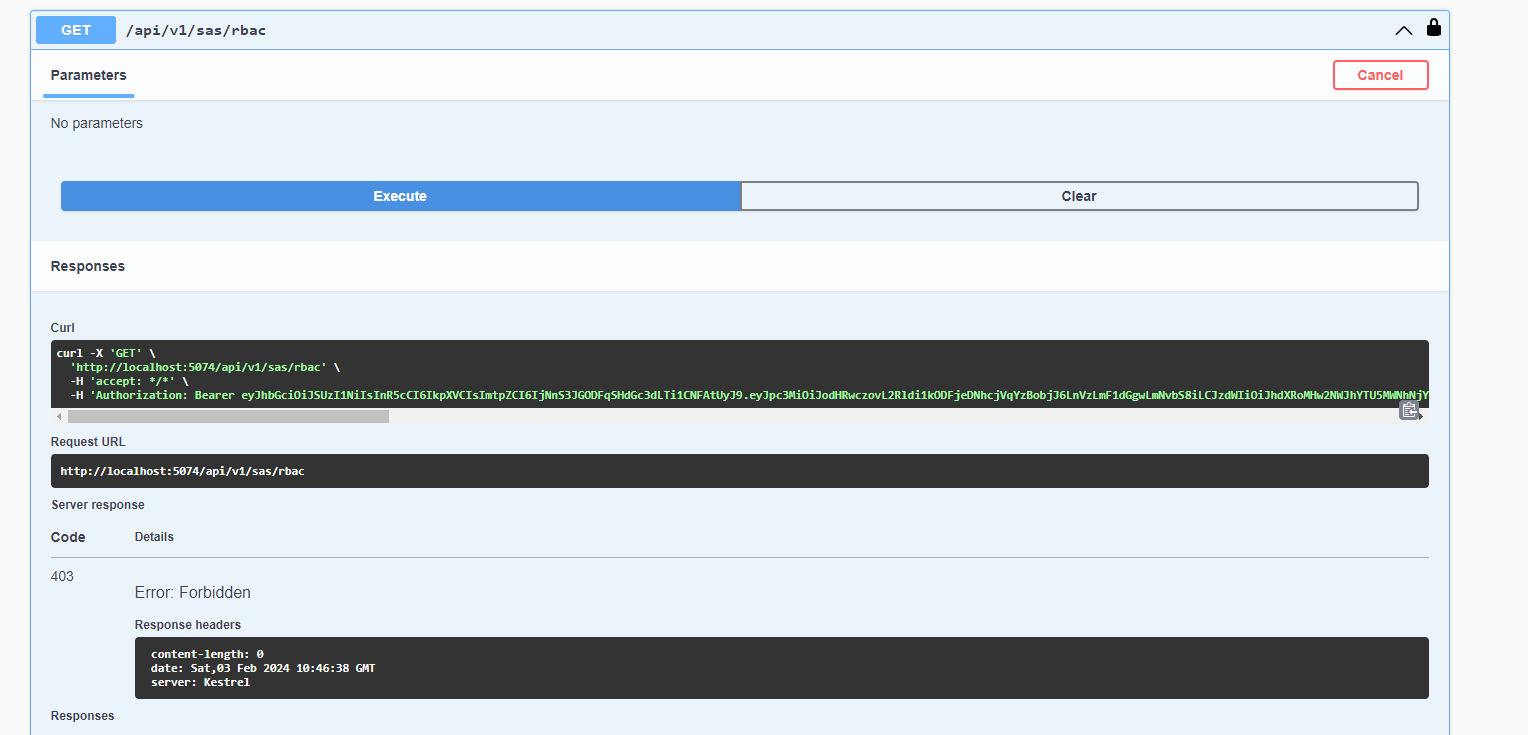 GET /api/v1/sas/rbac
Parameters
Cancel
No parameters
Execute
Clear
Responses
Curl
curl -X 'GET' \
'http://localhost:5074/api/v1/sas/rbac' \
-H 'accept: */*' \
-H 'Authorization: Bearer
Request URL
http://localhost:5074/api/v1/sas/rbac
Server response
Code
Details
403
Error: Forbidden
Response headers
content-length: 0
date: Sat,03 Feb 2024 10:46:38 GMT
server: Kestrel
Responses